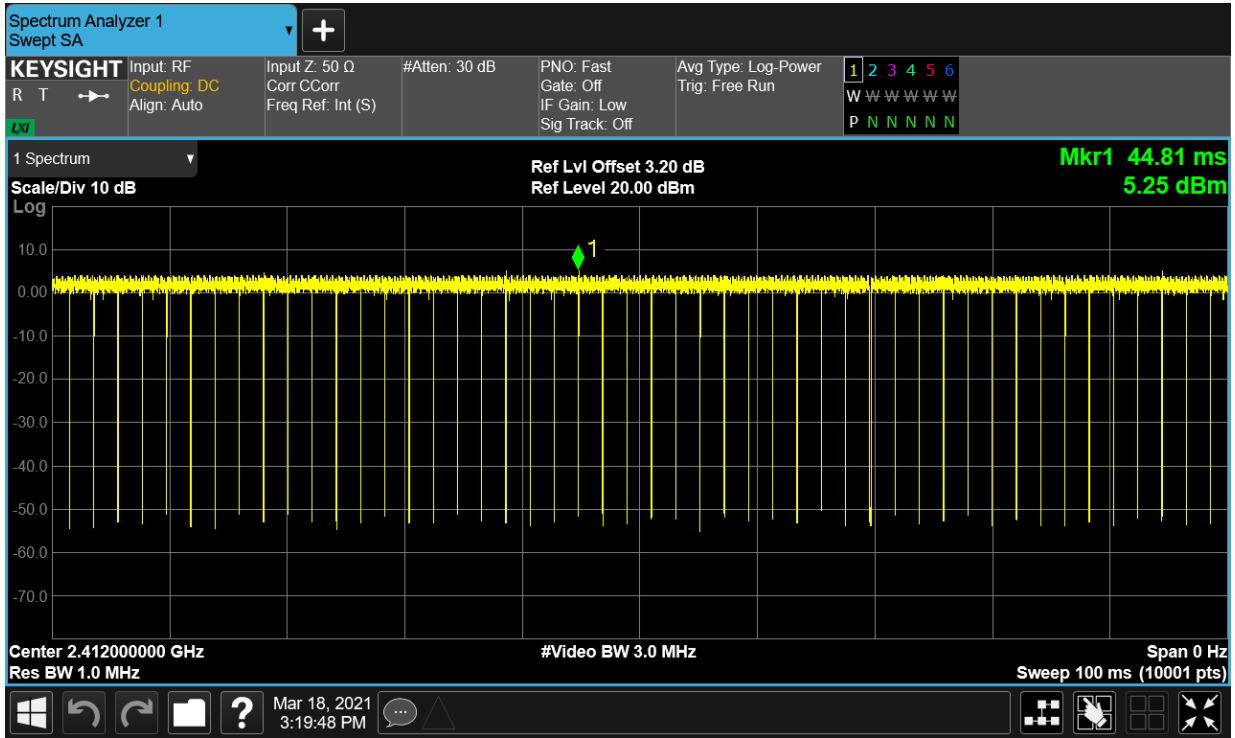 Spectrum Analyzer 1
Swept SA
KEYSIGHT Input: RF Input Z: 50 Ω #Atten: 30 dB PNO: Fast Avg Type: Log-Power 1 2 3 4 5 6
R T Coupling: DC Corr CCorr Gate: Off Trig: Free Run W W W W W W
Align: Auto Freq Ref: Int (S) IF Gain: Low
LXI Sig Track: Off P N N N N N
1 Spectrum Ref Lvl Offset 3.20 dB Mkr1 44.81 ms
Scale/Div 10 dB Ref Level 20.00 dBm 5.25 dBm
Log
10.0
1
0.00
-10.0
-20.0
-30.0
-40.0
-50.0
-60.0
-70.0
Center 2.412000000 GHz #Video BW 3.0 MHz Span 0 Hz
Res BW 1.0 MHz Sweep 100 ms (10001 pts)
? Mar 18, 2021
3:19:48 PM